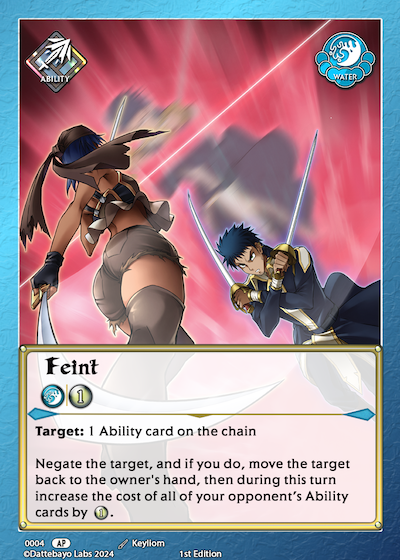 ABILITY
WATER
Feint
1
Target: 1 Ability card on the chain
Negate the target, and if you do, move the target
back to the owner's hand, then during this turn
increase the cost of all of your opponent's Ability
cards by 1.
0004 AP Keyliom
©Dattebayo Labs 2024 1st Edition